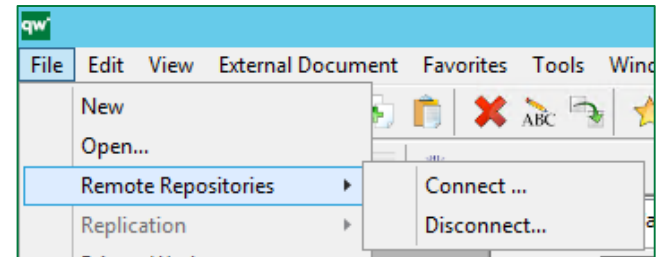 qw
File Edit View External Document Favorites Tools
New
ABC
Open...
Remote Repositories Connect ...
Replication Disconnect...